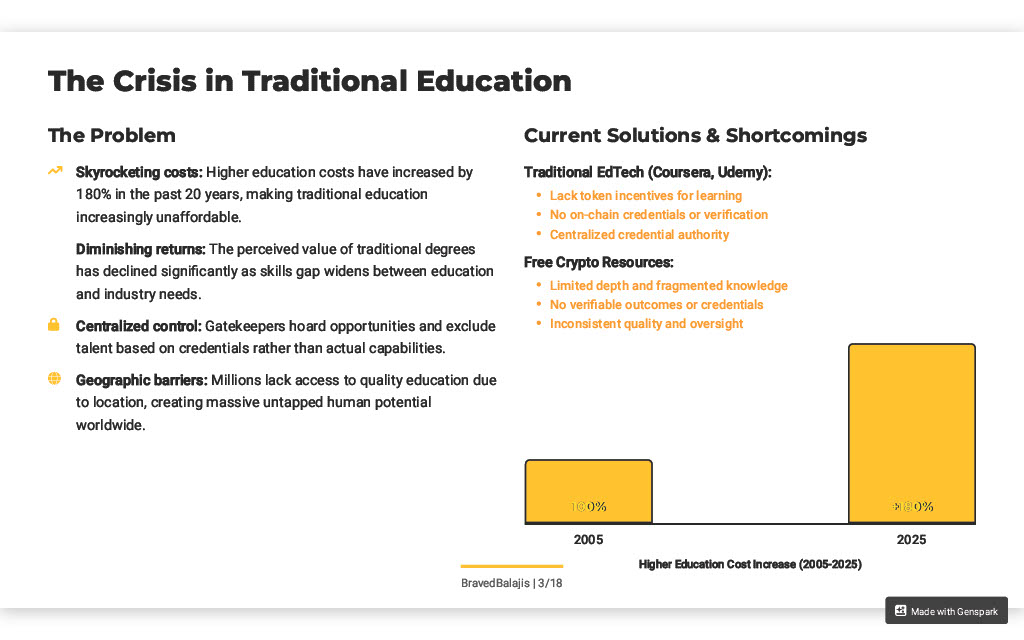 The Crisis in Traditional Education
The Problem
Skyrocketing costs: Higher education costs have increased by
180% in the past 20 years, making traditional education
increasingly unaffordable.
Diminishing returns: The perceived value of traditional degrees
has declined significantly as skills gap widens between education
and industry needs.
Centralized control: Gatekeepers hoard opportunities and exclude
talent based on credentials rather than actual capabilities.
Geographic barriers: Millions lack access to quality education due
to location, creating massive untapped human potential
worldwide.
Current Solutions & Shortcomings
Traditional EdTech (Coursera, Udemy):
• Lack token incentives for learning
• No on-chain credentials or verification
• Centralized credential authority
Free Crypto Resources:
• Limited depth and fragmented knowledge
• No verifiable outcomes or credentials
• Inconsistent quality and oversight
100%
+180%
2005
2025
Higher Education Cost Increase (2005-2025)
BravedBalajis | 3/18
Made with Genspark